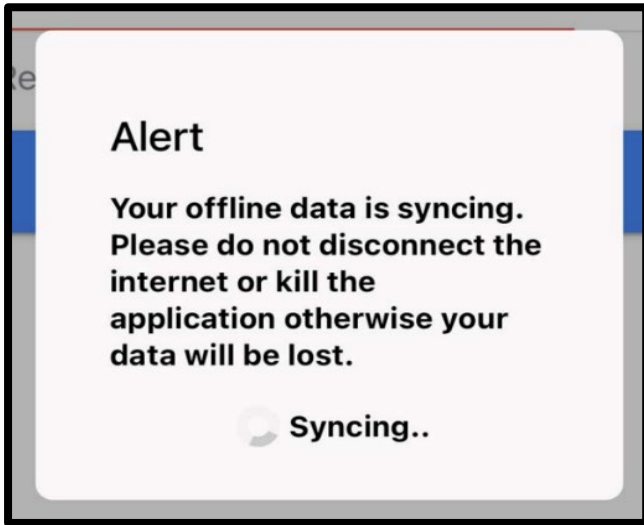 Re
Alert
Your offline data is syncing.
Please do not disconnect the
internet or kill the
application otherwise your
data will be lost.
Syncing..